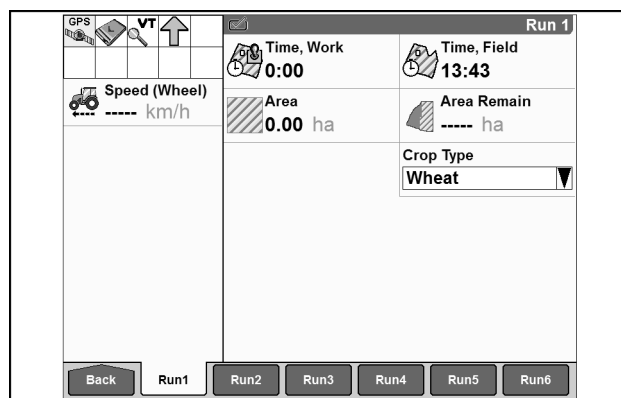 GPS VT Run 1
L
Speed (Wheel)
----- km/h
Time, Work
0:00
Time, Field
13:43
Area
0.00 ha
Area Remain
----- ha
Crop Type
Wheat
Back Run1 Run2 Run3 Run4 Run5 Run6